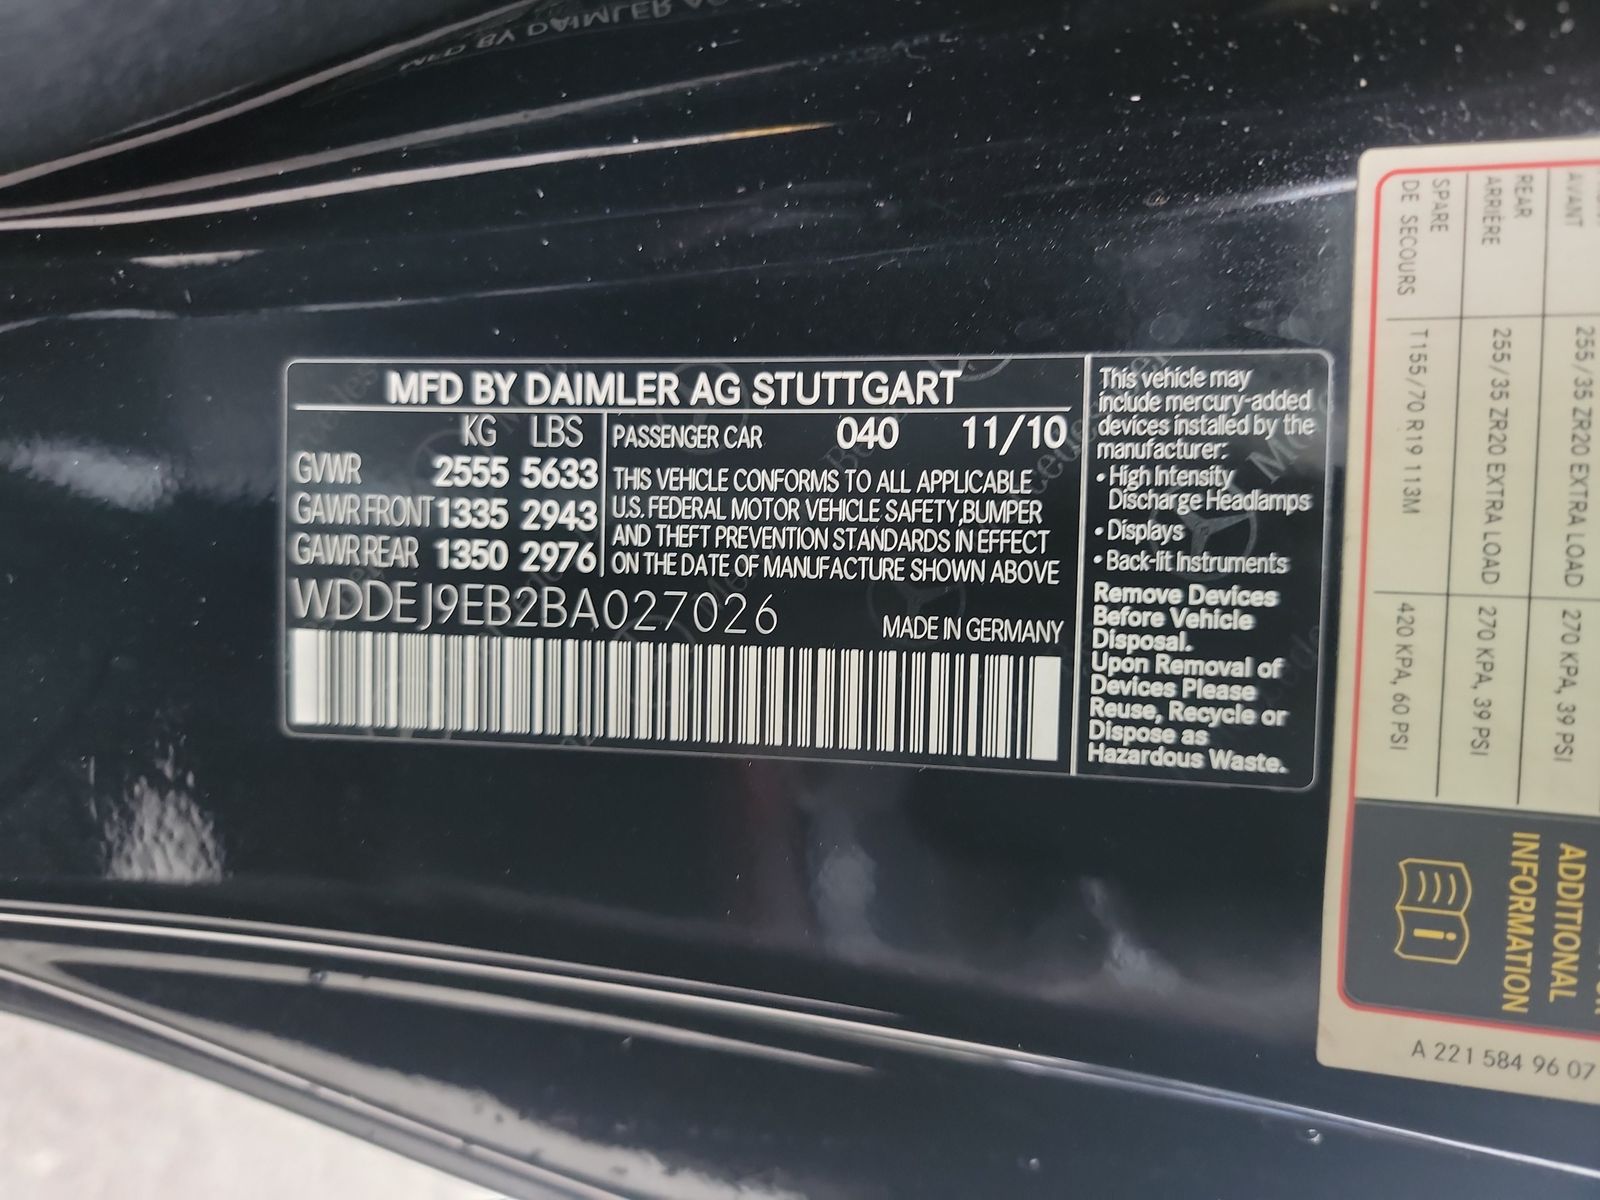 MFD BY DAIMLER AG
MFD BY DAIMLER AG STUTTGART
KG LBS
GVWR 2555 5633
GAWR FRONT 1335 2943
GAWR REAR 1350 2976
PASSENGER CAR 040 11/10
THIS VEHICLE CONFORMS TO ALL APPLICABLE
U.S. FEDERAL MOTOR VEHICLE SAFETY,BUMPER
AND THEFT PREVENTION STANDARDS IN EFFECT
ON THE DATE OF MANUFACTURE SHOWN ABOVE
WDDEJ9EB2BA027026
MADE IN GERMANY
This vehicle may
include mercury-added
devices installed by the
manufacturer:
• High Intensity
Discharge Headlamps
• Displays
• Back-lit Instruments
Remove Devices
Before Vehicle
Disposal.
Upon Removal of
Devices Please
Reuse, Recycle or
Dispose as
Hazardous Waste.
AVANT 255/35 ZR20 EXTRA LOAD 270 KPA, 39 PSI
REAR
ARRIÈRE 255/35 ZR20 EXTRA LOAD 270 KPA, 39 PSI
SPARE
DE SECOURS T155/70 R19 113M 420 KPA, 60 PSI
ADDITIONAL
INFORMATION
A 221 584 96 07